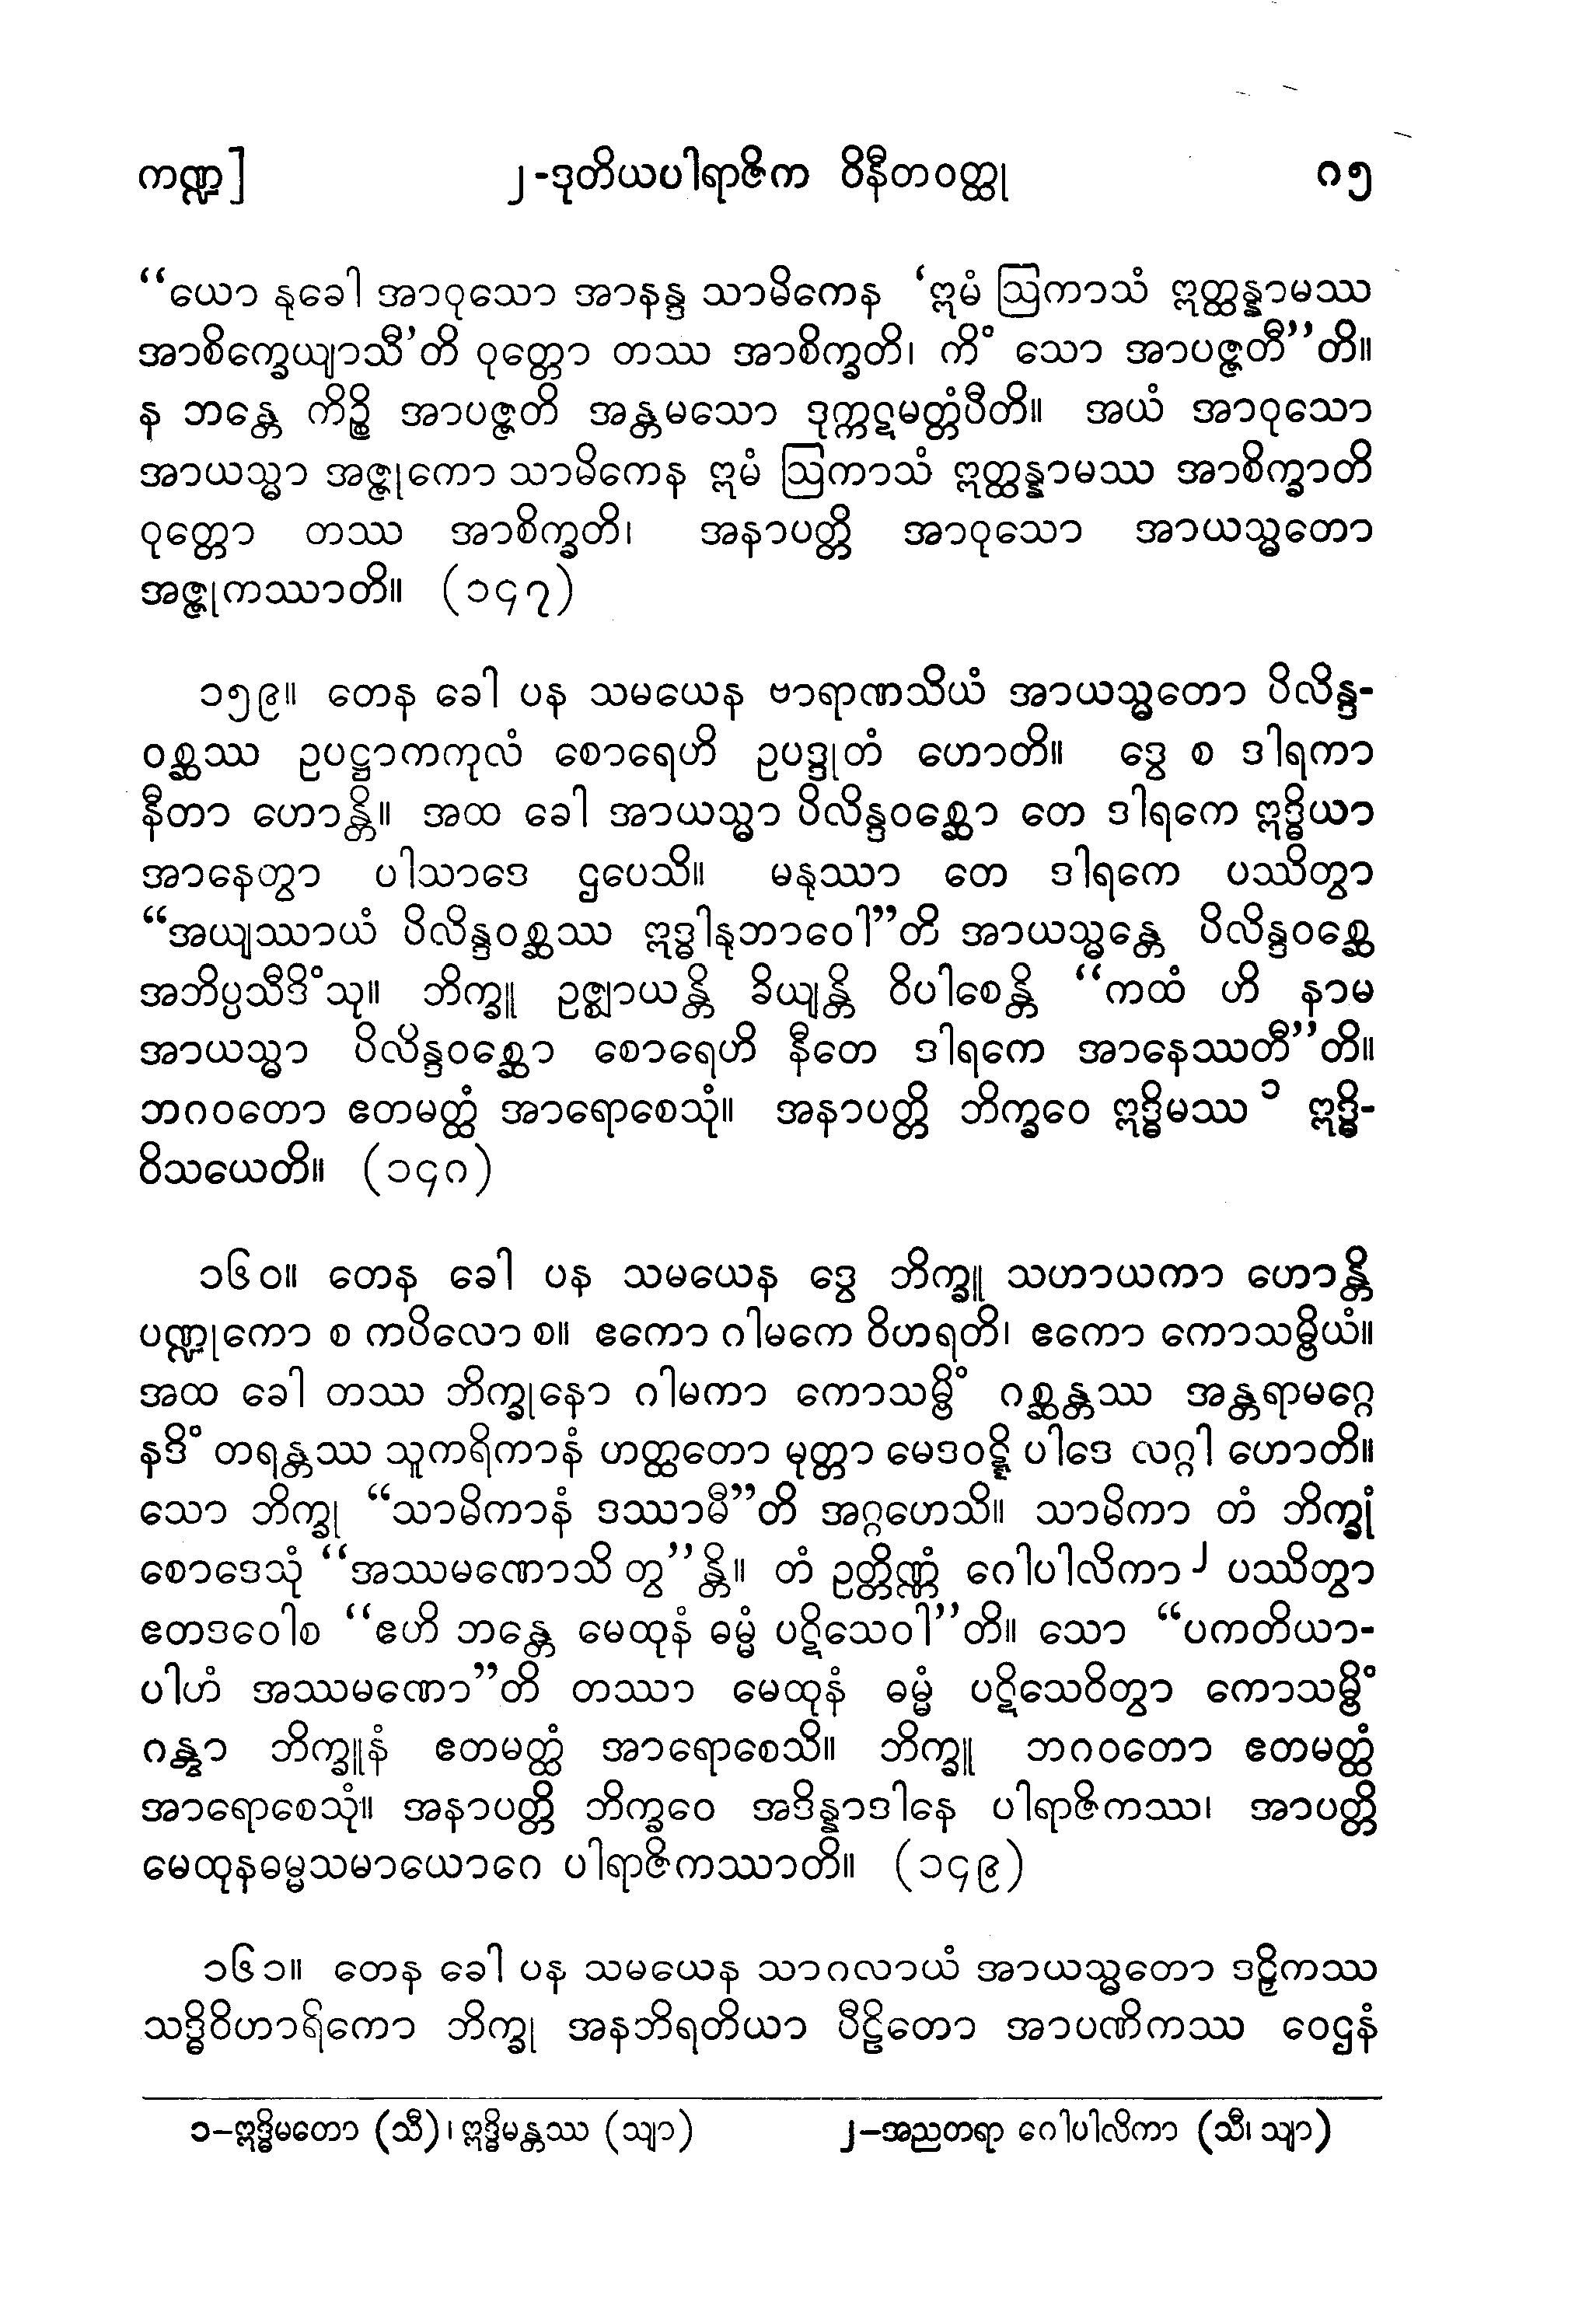 ကဏ္ဍ] ၂-ဒုတိယပါရာဇိက ဝိနီတဝတ္ထု ၈၅
“ယော နုခေါ အာဝုသော အာနန္ဒ သာမိကေန ‘ဣမံ ဩကာသံ ဣတ္ထန္နာမဿ
အာစိက္ခေယျာသီ’တိ ဝုတ္တော တဿ အာစိက္ခတိ၊ ကိံ သော အာပဇ္ဇတီ”တိ။
န ဘန္တေ ကိဉ္စိ အာပဇ္ဇတိ အန္တမသော ဒုက္ကဋမတ္တံပီတိ။ အယံ အာဝုသော
အာယသ္မာ အဇ္ဇုကော သာမိကေန ဣမံ ဩကာသံ ဣတ္ထန္နာမဿ အာစိက္ခာတိ
ဝုတ္တော တဿ အာစိက္ခတိ၊ အနာပတ္တိ အာဝုသော အာယသ္မတော
အဇ္ဇုကဿာတိ။ (၁၄၇)
၁၅၉။ တေန ခေါ ပန သမယေန ဗာရာဏသိယံ အာယသ္မတော ပိလိန္ဒ-
ဝစ္ဆဿ ဥပဋ္ဌာကကုလံ စောရေဟိ ဥပဒ္ဒုတံ ဟောတိ။ ဒွေ စ ဒါရကာ
နီတာ ဟောန္တိ။ အထ ခေါ အာယသ္မာ ပိလိန္ဒဝစ္ဆော တေ ဒါရကေ ဣဒ္ဓိယာ
အာနေတွာ ပါသာဒေ ဌပေသိ။ မနုဿာ တေ ဒါရကေ ပဿိတွာ
“အယျဿာယံ ပိလိန္ဒဝစ္ဆဿ ဣဒ္ဓါနုဘာဝေါ”တိ အာယသ္မန္တေ ပိလိန္ဒဝစ္ဆေ
အဘိပ္ပသီဒိံသု။ ဘိက္ခူ ဥဇ္ဈာယန္တိ ခိယျန္တိ ဝိပါစေန္တိ “ကထံ ဟိ နာမ
အာယသ္မာ ပိလိန္ဒဝစ္ဆော စောရေဟိ နီတေ ဒါရကေ အာနေဿတီ”တိ။
ဘဂဝတော ဧတမတ္ထံ အာရောစေသုံ။ အနာပတ္တိ ဘိက္ခဝေ ဣဒ္ဓိမဿ ၁ ဣဒ္ဓိ-
ဝိသယေတိ။ (၁၄၈)
၁၆၀။ တေန ခေါ ပန သမယေန ဒွေ ဘိက္ခူ သဟာယကာ ဟောန္တိ
ပဏ္ဍုကော စ ကပိလော စ။ ဧကော ဂါမကေ ဝိဟရတိ၊ ဧကော ကောသမ္ဗိယံ။
အထ ခေါ တဿ ဘိက္ခုနော ဂါမကာ ကောသမ္ဗိံ ဂစ္ဆန္တဿ အန္တရာမဂ္ဂေ
နဒိံ တရန္တဿ သူကရိကာနံ ဟတ္ထတော မုတ္တာ မေဒဝဋ္ဋိ ပါဒေ လဂ္ဂါ ဟောတိ။
သော ဘိက္ခု “သာမိကာနံ ဒဿာမီ”တိ အဂ္ဂဟေသိ။ သာမိကာ တံ ဘိက္ခုံ
စောဒေသုံ “အဿမဏောသိ တွ”န္တိ။ တံ ဥတ္တိဏ္ဏံ ဂေါပါလိကာ ၂ ပဿိတွာ
ဧတဒဝေါစ “ဧဟိ ဘန္တေ မေထုနံ ဓမ္မံ ပဋိသေဝါ”တိ။ သော “ပကတိယာ-
ပါဟံ အဿမဏော”တိ တဿာ မေထုနံ ဓမ္မံ ပဋိသေဝိတွာ ကောသမ္ဗိံ
ဂန္တွာ ဘိက္ခူနံ ဧတမတ္ထံ အာရောစေသိ။ ဘိက္ခူ ဘဂဝတော ဧတမတ္ထံ
အာရောစေသုံ။ အနာပတ္တိ ဘိက္ခဝေ အဒိန္နာဒါနေ ပါရာဇိကဿ၊ အာပတ္တိ
မေထုနဓမ္မသမာယောဂေ ပါရာဇိကဿာတိ။ (၁၄၉)
၁၆၁။ တေန ခေါ ပန သမယေန သာဂလာယံ အာယသ္မတော ဒဠှိကဿ
သဒ္ဓိဝိဟာရိကော ဘိက္ခု အနဘိရတိယာ ပီဠိတော အာပဏိကဿ ဝေဌနံ
၁–ဣဒ္ဓိမတော (သီ)၊ ဣဒ္ဓိမန္တဿ (သျာ) ၂–အညတရာ ဂေါပါလိကာ (သီ၊ သျာ)